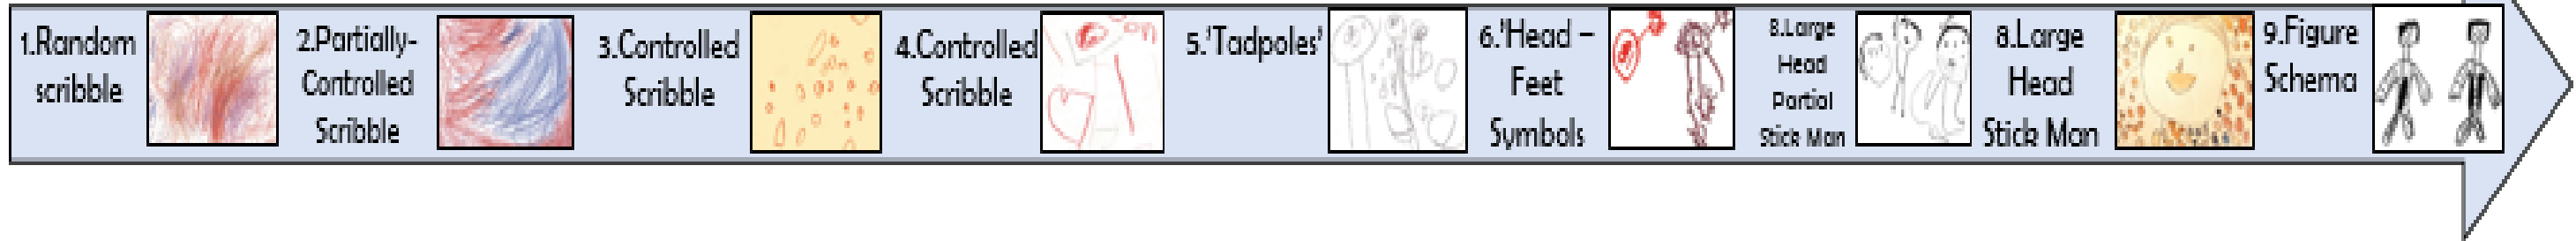 1.Random
scribble
2.Partially-
Controlled
Scribble
3.Controlled
Scribble
4.Controlled
Scribble
5.'Tadpoles'
6.'Head –
Feet
Symbols
8.Large
Head
Partial
Stick Man
8.Large
Head
Stick Man
9.Figure
Schema